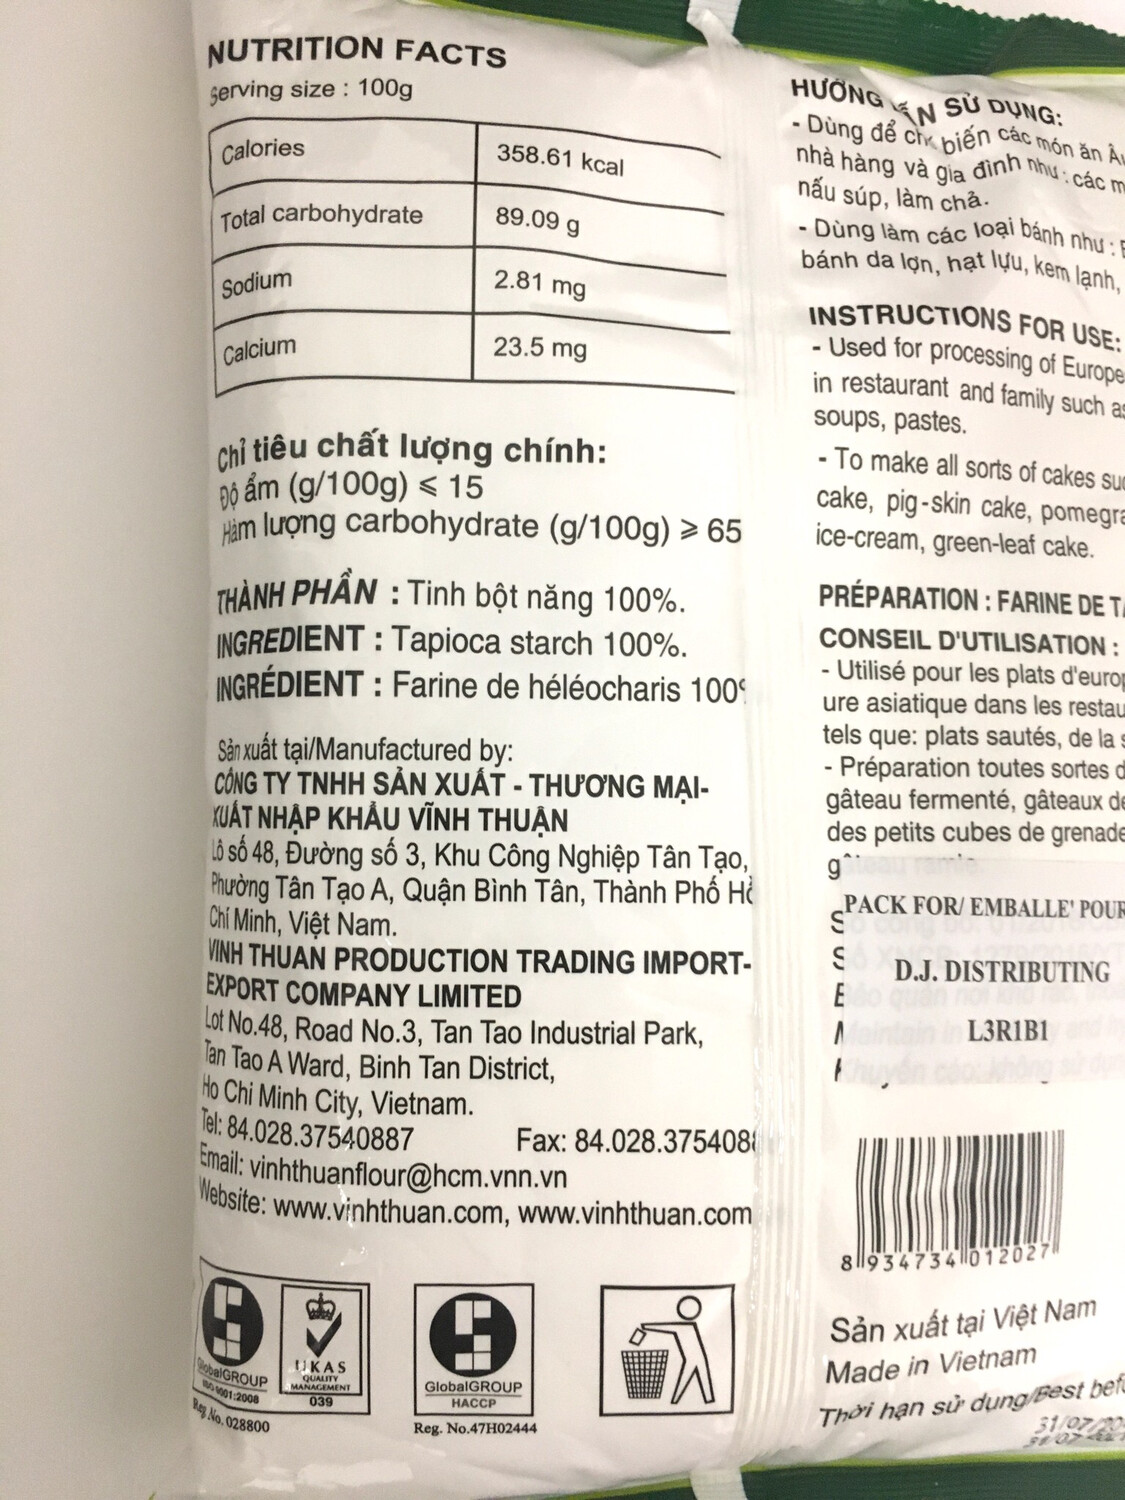 NUTRITION FACTS
Serving size : 100g
Calories 358.61 kcal
Total carbohydrate 89.09 g
Sodium 2.81 mg
Calcium 23.5 mg
Chỉ tiêu chất lượng chính:
Độ ẩm (g/100g) ⩽ 15
Hàm lượng carbohydrate (g/100g) ⩾ 65
THÀNH PHẦN : Tinh bột năng 100%.
INGREDIENT : Tapioca starch 100%.
INGRÉDIENT : Farine de héléocharis 100%
Sản xuất tại/Manufactured by:
CÔNG TY TNHH SẢN XUẤT - THƯƠNG MẠI-
XUẤT NHẬP KHẨU VĨNH THUẬN
Lô số 48, Đường số 3, Khu Công Nghiệp Tân Tạo,
Phường Tân Tạo A, Quận Bình Tân, Thành Phố Hồ
Chí Minh, Việt Nam.
VINH THUAN PRODUCTION TRADING IMPORT-
EXPORT COMPANY LIMITED
Lot No.48, Road No.3, Tan Tao Industrial Park,
Tan Tao A Ward, Binh Tan District,
Ho Chi Minh City, Vietnam.
Tel: 84.028.37540887 Fax: 84.028.3754088
Email: vinhthuanflour@hcm.vnn.vn
Website: www.vinhthuan.com, www.vinhthuan.com
GlobalGROUP
ISO 9001:2008
Reg. No. 028800
UKAS
QUALITY
MANAGEMENT
039
GlobalGROUP
HACCP
Reg. No.47H02444
HƯỚNG DẪN SỬ DỤNG:
- Dùng để chế biến các món ăn Âu
nhà hàng và gia đình như : các m
nấu súp, làm chả.
- Dùng làm các loại bánh như :
bánh da lợn, hạt lựu, kem lạnh,
INSTRUCTIONS FOR USE:
- Used for processing of Europe
in restaurant and family such as
soups, pastes.
- To make all sorts of cakes suc
cake, pig-skin cake, pomegra
ice-cream, green-leaf cake.
PRÉPARATION : FARINE DE TA
CONSEIL D'UTILISATION :
- Utilisé pour les plats d'europ
ure asiatique dans les restau
tels que: plats sautés, de la s
- Préparation toutes sortes d
gâteau fermenté, gâteaux de
des petits cubes de grenade
gâteau ramie.
PACK FOR/ EMBALLE' POUR
D.J. DISTRIBUTING
L3R1B1
8 934734 012027
Sản xuất tại Việt Nam
Made in Vietnam
Thời hạn sử dụng/Best befo
31/07/20